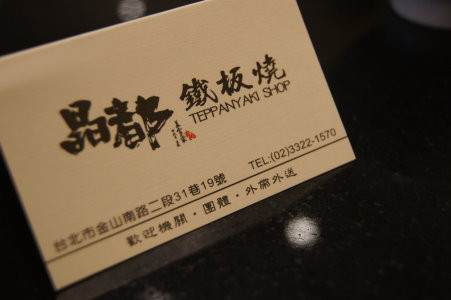 晶都 鐵板燒
TEPPANYAKI SHOP
TEL:(02)3322-1570
台北市金山南路二段31巷19號
歡迎機關・團體・外席外送